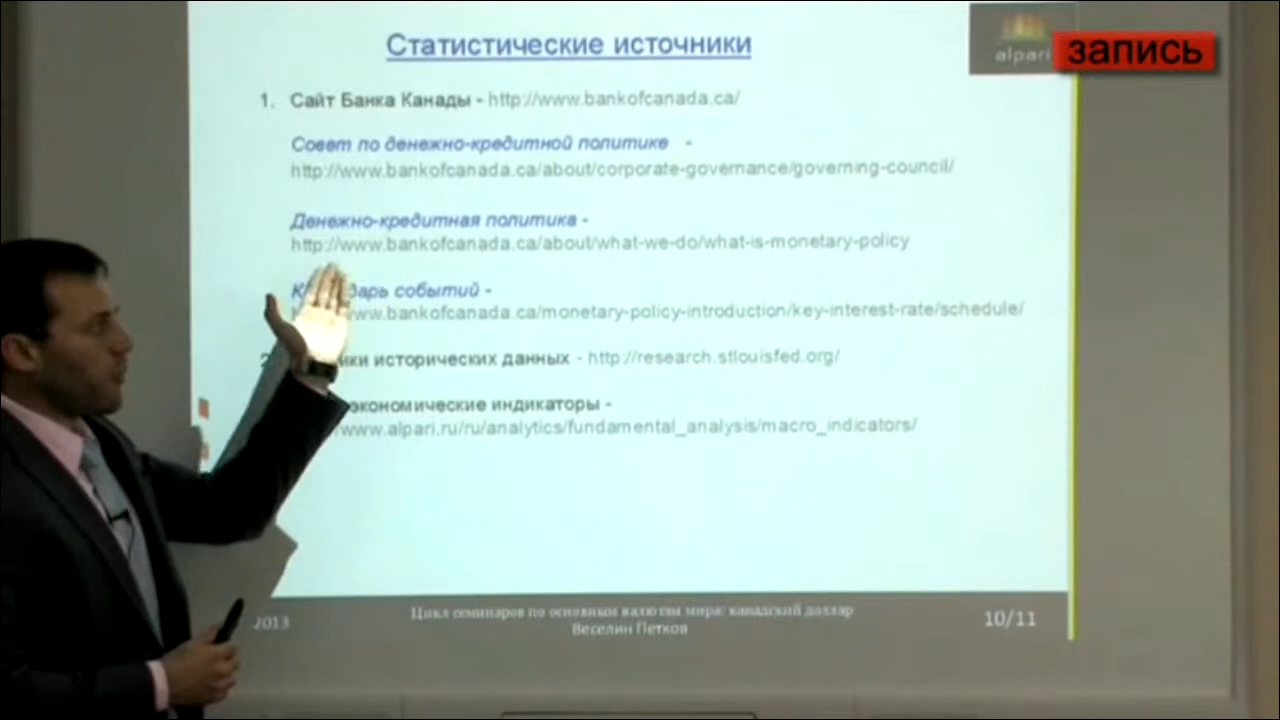 Статистические источники
alpari
запись
1. Сайт Банка Канады - http://www.bankofcanada.ca/
Совет по денежно-кредитной политике -
http://www.bankofcanada.ca/about/corporate-governance/governing-council/
Денежно-кредитная политика -
http://www.bankofcanada.ca/about/what-we-do/what-is-monetary-policy
событий -
www.bankofcanada.ca/monetary-policy-introduction/key-interest-rate/schedule/
исторических данных - http://research.stlouisfed.org/
экономические индикаторы -
www.alpari.ru/ru/analytics/fundamental_analysis/macro_indicators/
2013
Цикл семинаров по основным валютам мира: канадский доллар
Веселин Петков
10/11